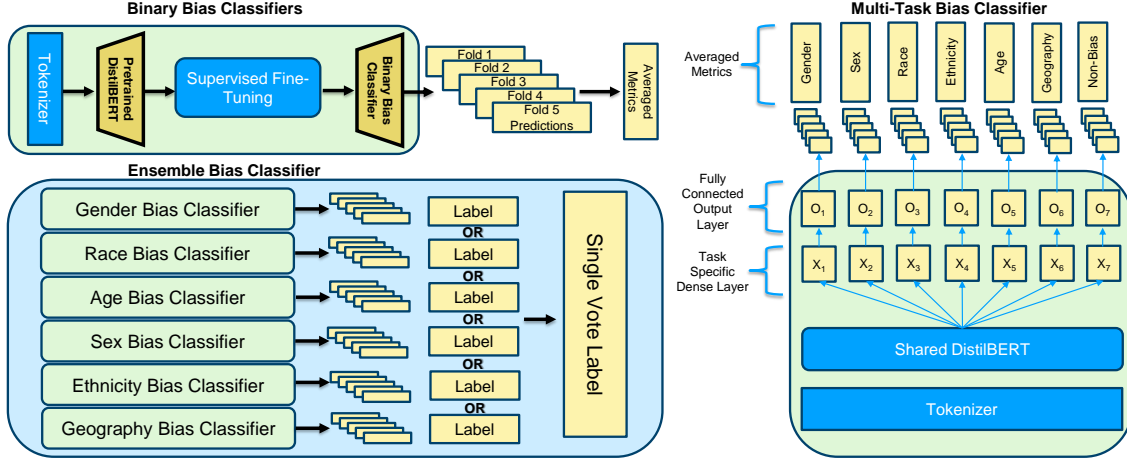 Binary Bias Classifiers
Tokenizer
Pretrained
DistilBERT
Supervised Fine-
Tuning
Binary Bias
Classifier
Fold 1
Fold 2
Fold 3
Fold 4
Fold 5
Predictions
Averaged
Metrics
Ensemble Bias Classifier
Gender Bias Classifier
Label
OR
Race Bias Classifier
Label
OR
Age Bias Classifier
Label
OR
Sex Bias Classifier
Label
OR
Ethnicity Bias Classifier
Label
OR
Geography Bias Classifier
Label
Single Vote Label
Multi-Task Bias Classifier
Averaged
Metrics
Gender
Sex
Race
Ethnicity
Age
Geography
Non-Bias
Fully
Connected
Output
Layer
O1 O2 O3 O4 O5 O6 O7
Task
Specific
Dense Layer
X1 X2 X3 X4 X5 X6 X7
Shared DistilBERT
Tokenizer